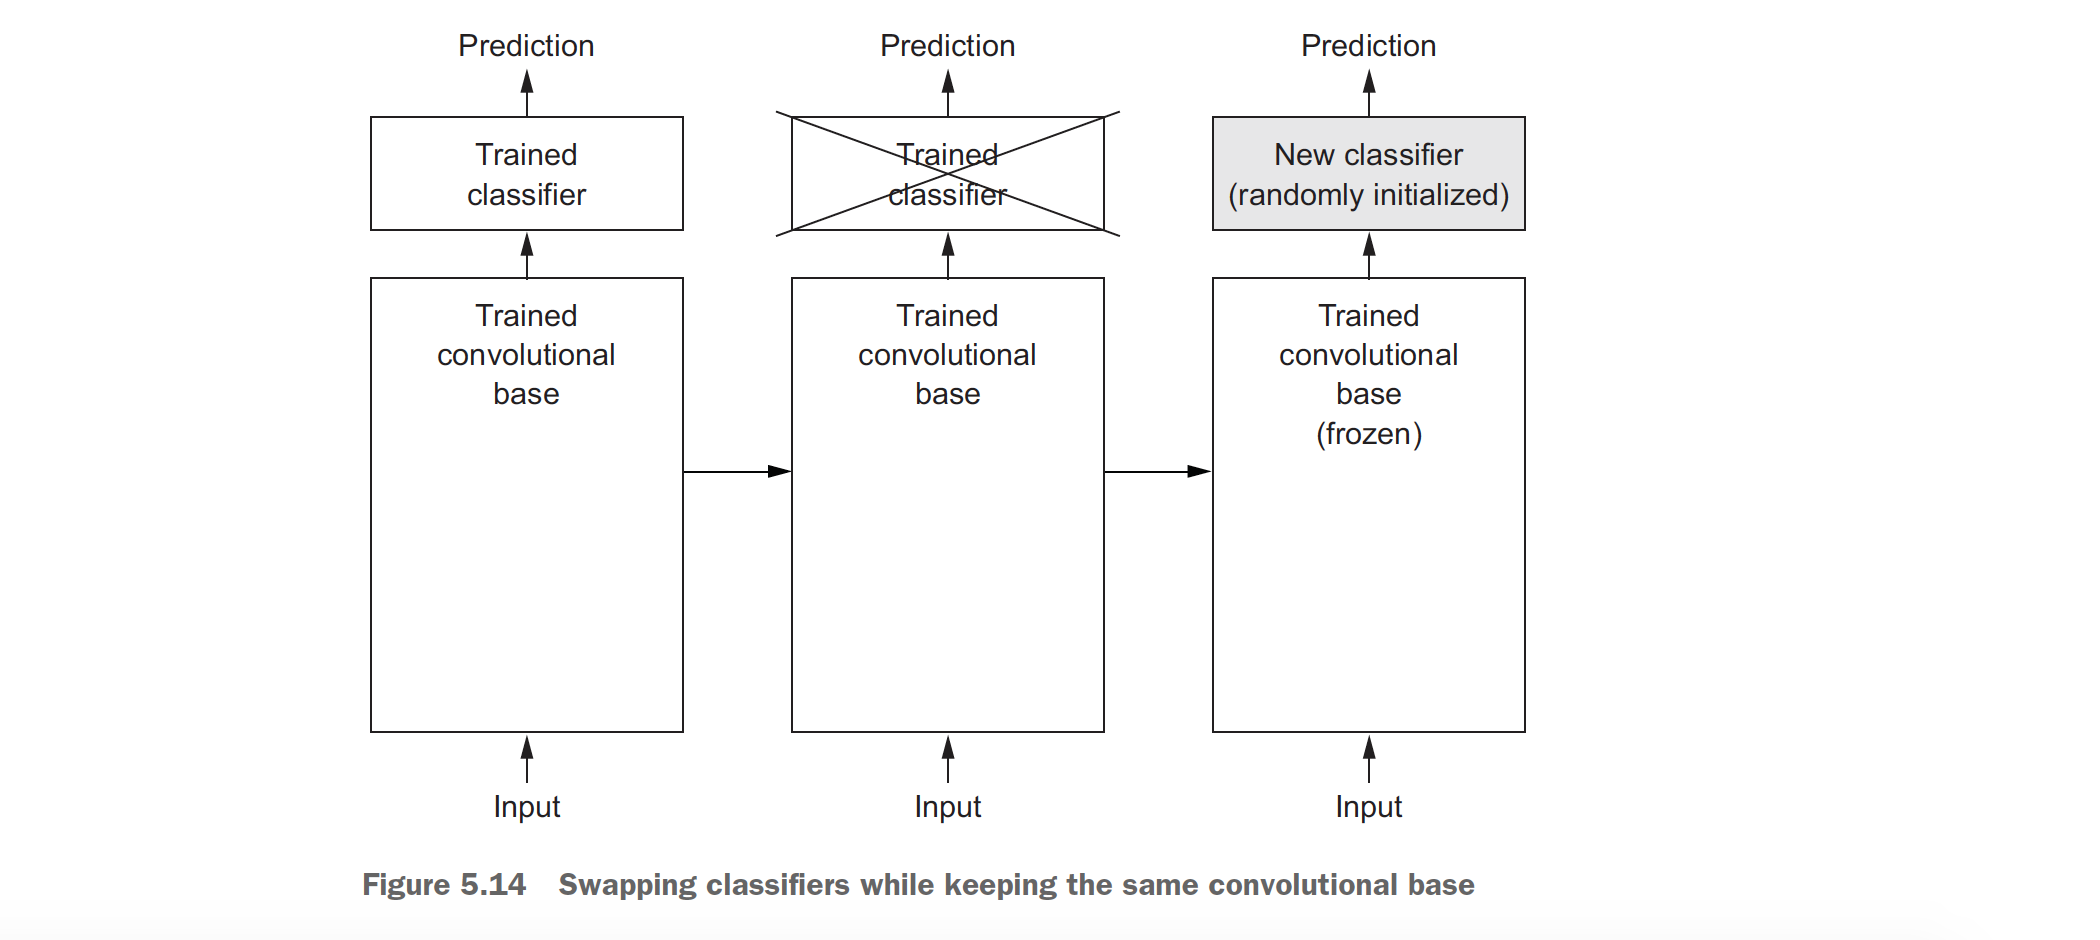 Prediction
Trained
classifier
Trained
convolutional
base
Input
Prediction
Trained
classifier
Trained
convolutional
base
Input
Prediction
New classifier
(randomly initialized)
Trained
convolutional
base
(frozen)
Input
Figure 5.14 Swapping classifiers while keeping the same convolutional base